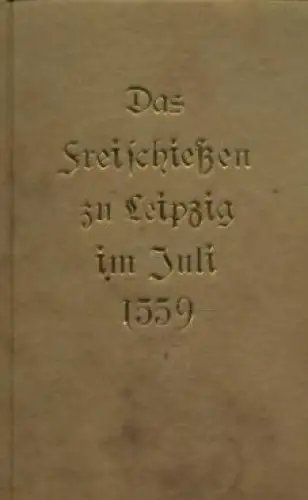 Das
Freischießen
zu Leipzig
im Juli
1559